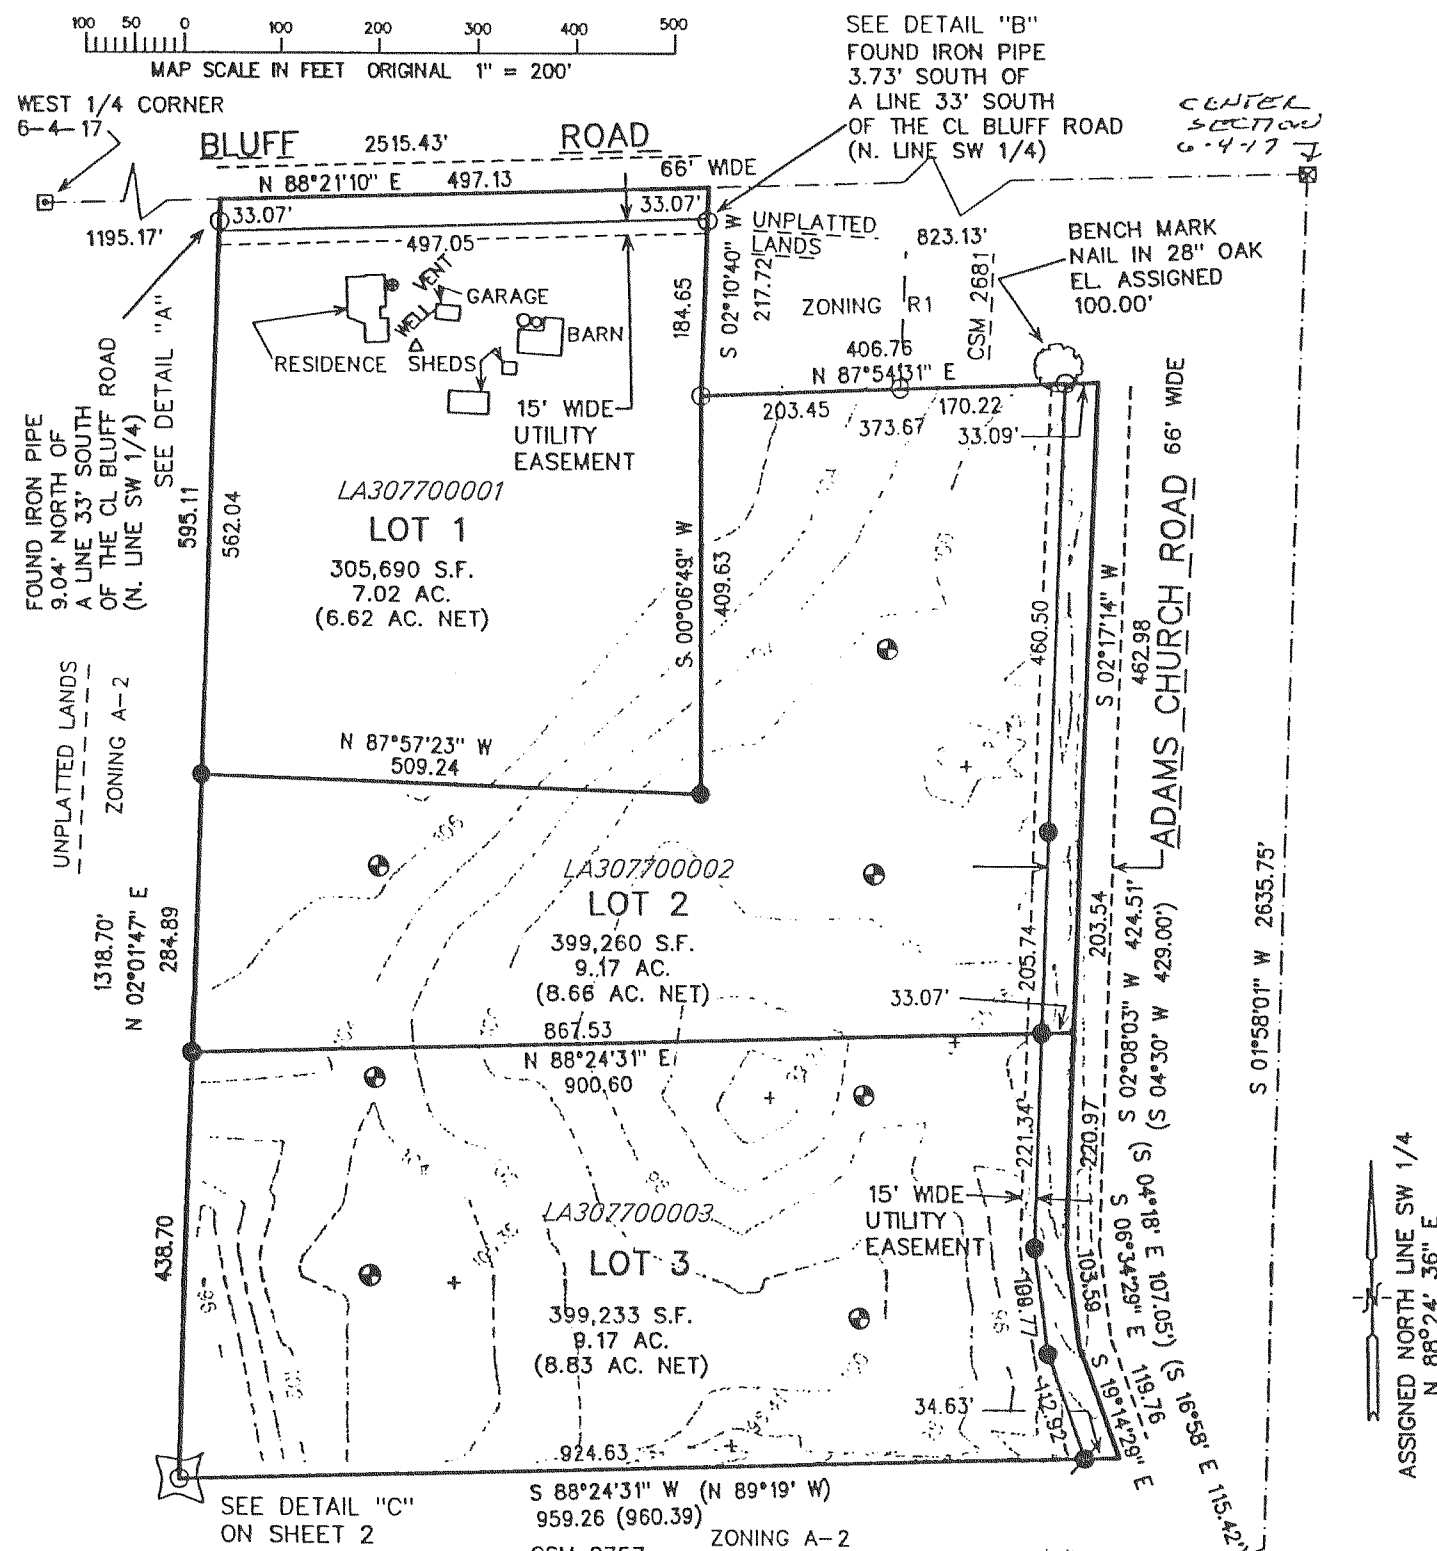 100 50 0 100 200 300 400 500
MAP SCALE IN FEET ORIGINAL 1" = 200'
WEST 1/4 CORNER
6-4-17
BLUFF ROAD
2515.43'
66' WIDE
N 88°21'10" E 497.13
33.07'
33.07'
1195.17'
497.05
SEE DETAIL "B"
FOUND IRON PIPE
3.73' SOUTH OF
A LINE 33' SOUTH
OF THE CL BLUFF ROAD
(N. LINE SW 1/4)
CENTER
SECTION
6-4-17
UNPLATTED
LANDS
823.13'
BENCH MARK
NAIL IN 28" OAK
EL. ASSIGNED
100.00'
CSM 2681
ZONING R1
S 02°10'40" W
217.72'
184.65
406.76
N 87°54'31" E
203.45
170.22
373.67
33.09'
VENT
WELL
GARAGE
BARN
RESIDENCE
SHEDS
15' WIDE
UTILITY
EASEMENT
SEE DETAIL "A"
FOUND IRON PIPE
9.04' NORTH OF
A LINE 33' SOUTH
OF THE CL BLUFF ROAD
(N. LINE SW 1/4)
595.11
562.04
LA307700001
LOT 1
305,690 S.F.
7.02 AC.
(6.62 AC. NET)
S 00°06'49" W
409.63
N 87°57'23" W
509.24
UNPLATTED LANDS
ZONING A-2
460.50
S 02°17'14" W
462.98
ADAMS CHURCH ROAD 66' WIDE
106
LA307700002
LOT 2
399,260 S.F.
9.17 AC.
(8.66 AC. NET)
1318.70'
N 02°01'47" E
284.89
205.74
203.54
S 02°08'03" W 424.51'
(S 04°30' W 429.00')
S 01°58'01" W 2635.75'
33.07'
867.53
N 88°24'31" E
900.60
221.34
220.97
LA307700003
LOT 3
399,233 S.F.
9.17 AC.
(8.83 AC. NET)
438.70
15' WIDE
UTILITY
EASEMENT
103.59
S 06°34'29" E 119.76
(S 04°18' E 107.05')
112.92
S 19°14'29" E
(S 16°58' E 115.42'
34.63'
924.63
S 88°24'31" W (N 89°19' W)
959.26 (960.39)
ZONING A-2
SEE DETAIL "C"
ON SHEET 2
ASSIGNED NORTH LINE SW 1/4
N 88°24' 36" E